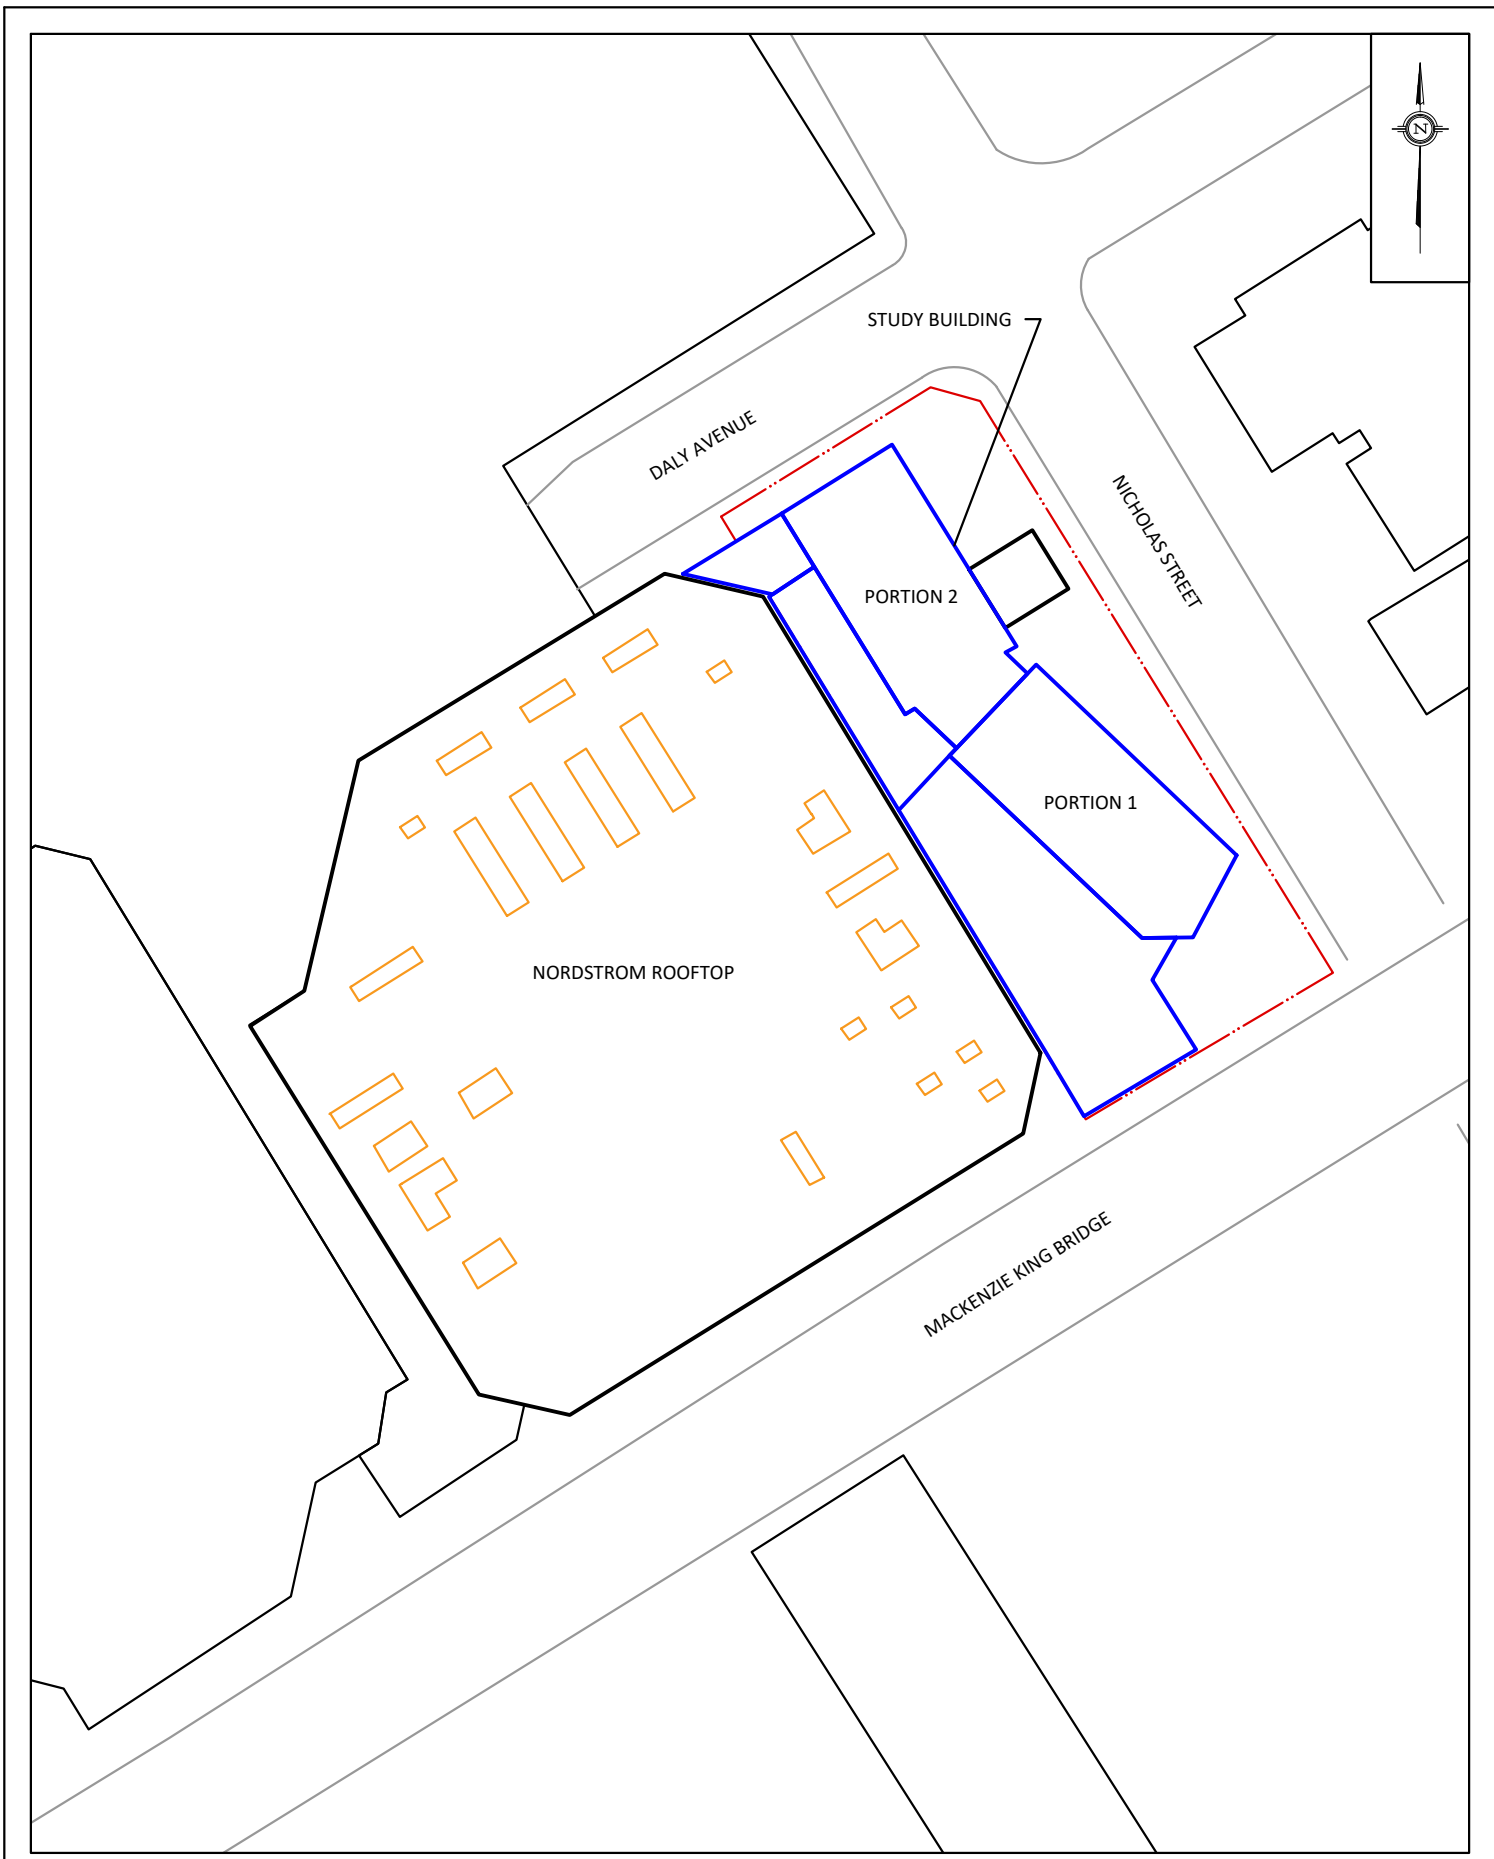 N
STUDY BUILDING
DALY AVENUE
NICHOLAS STREET
PORTION 2
PORTION 1
NORDSTROM ROOFTOP
MACKENZIE KING BRIDGE